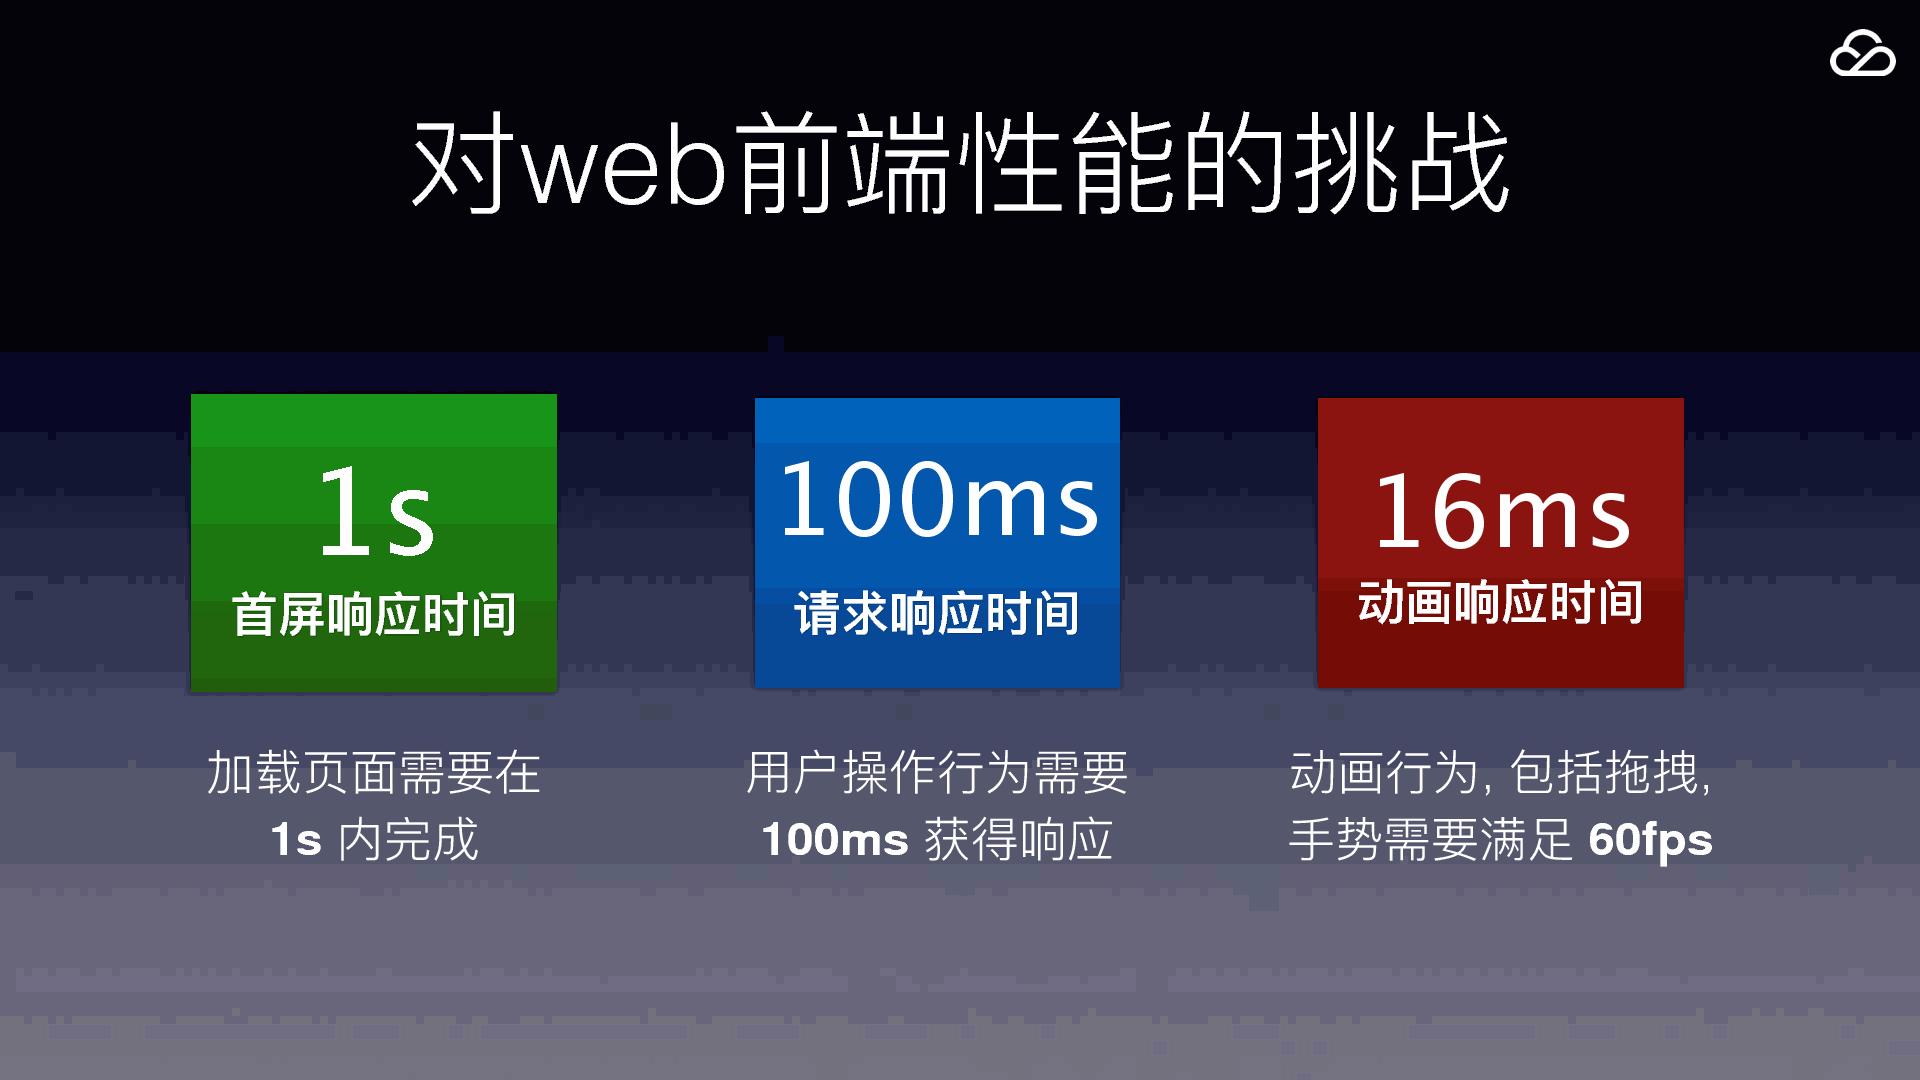 对web前端性能的挑战
1s
首屏响应时间
100ms
请求响应时间
16ms
动画响应时间
加载页面需要在
1s 内完成
用户操作行为需要
100ms 获得响应
动画行为, 包括拖拽,
手势需要满足 60fps